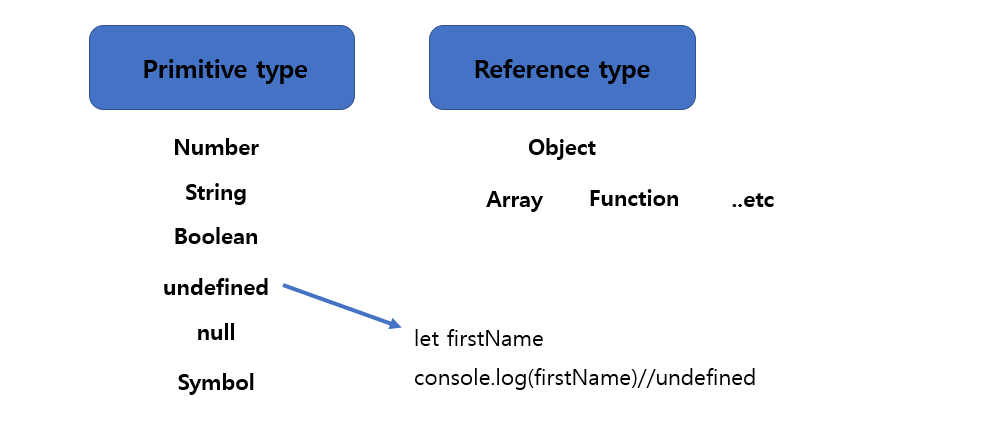 Primitive type
Reference type
Number
Object
String
Array Function ..etc
Boolean
undefined
null
let firstName
Symbol
console.log(firstName)//undefined